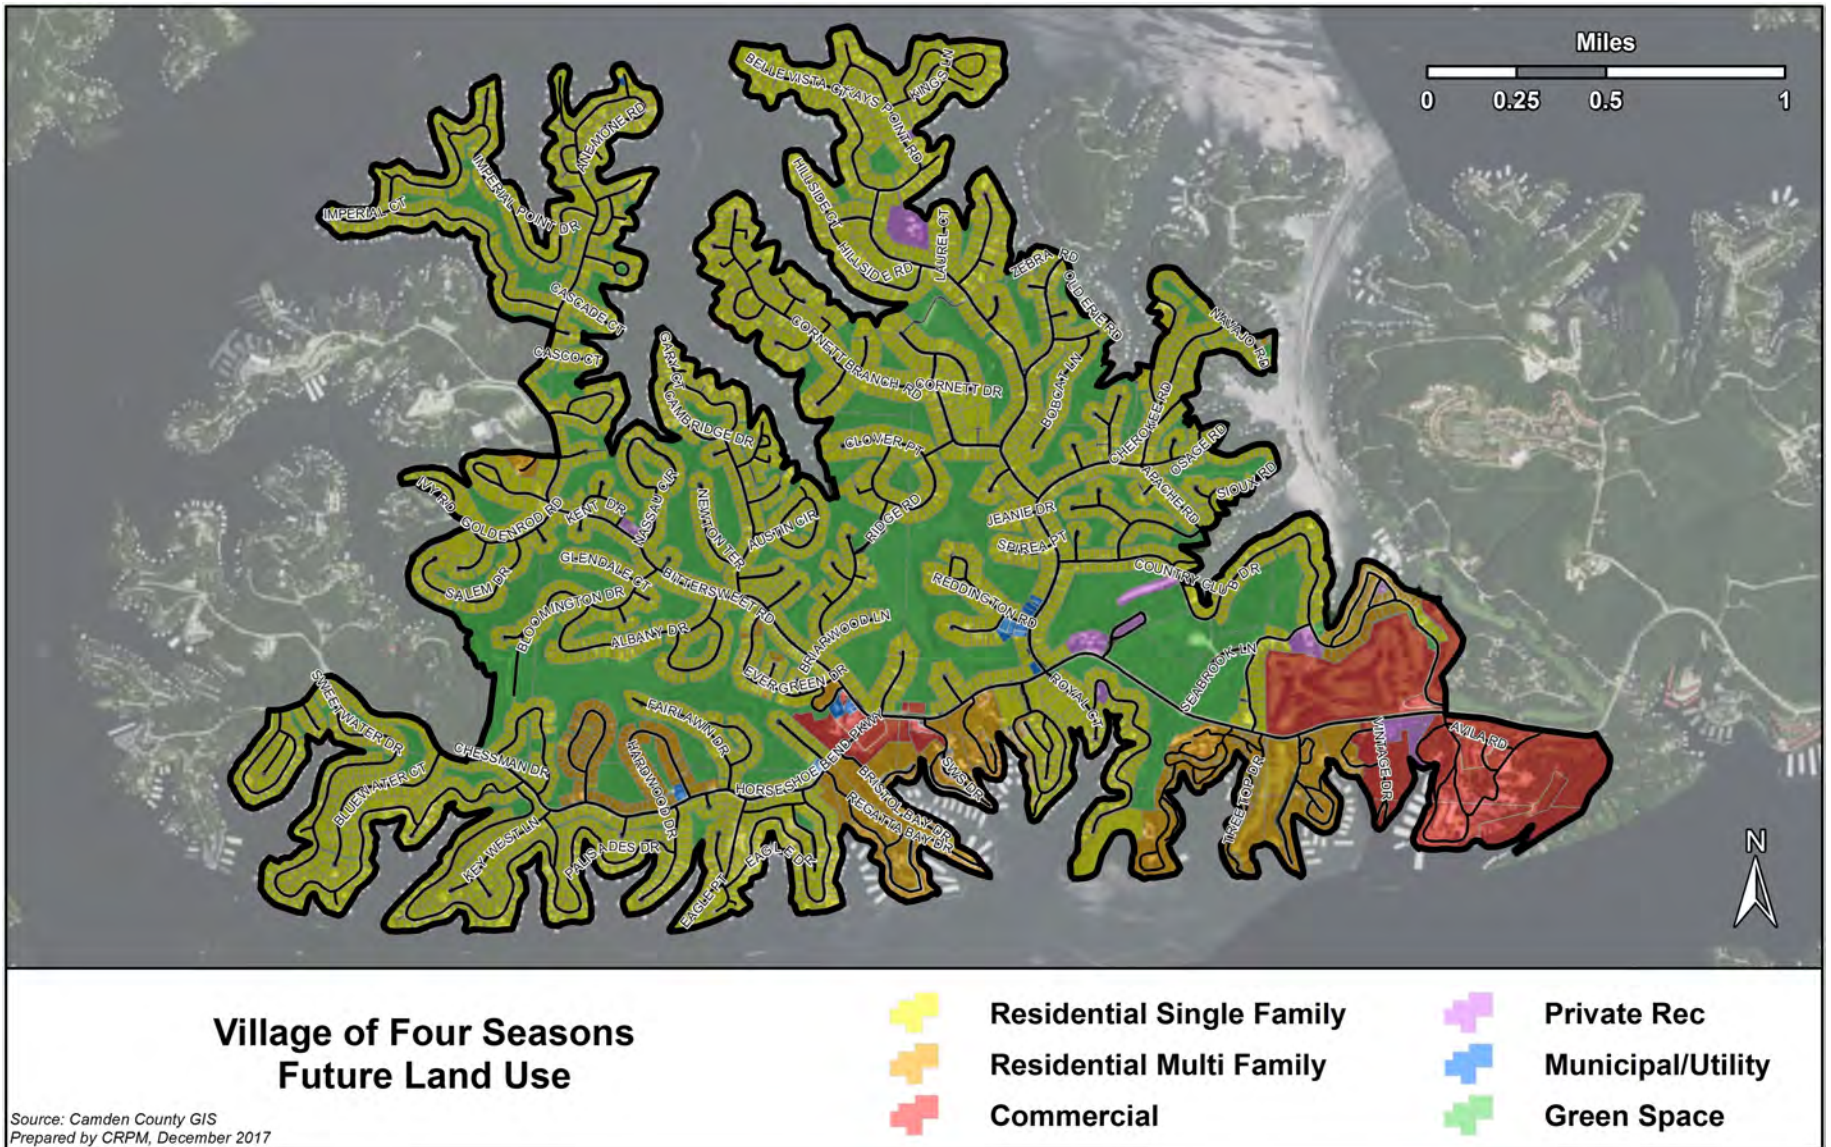 Miles
0 0.25 0.5 1
BELLE VISTA CT
KAYS POINT RD
KINGS LN
ANEMONE RD
IMPERIAL POINT DR
IMPERIAL CT
HILLSIDE CT
HILLSIDE RD
LAUREL CT
ZEBRA RD
OLD ERIE RD
NAVAJO RD
CASCADE CT
CASCO CT
CORNETT BRANCH RD
CORNETT DR
BOBCAT LN
GARY CT
CAMBRIDGE DR
CLOVER PT
CHEROKEE RD
OSAGE RD
APACHE RD
SIOUX RD
IVY RD
GOLDENROD RD
KENT DR
NASSAU CIR
NEWTON TER
AUSTIN CIR
RIDGE RD
JEANIE DR
SPIREA PT
COUNTRY CLUB DR
SALEM DR
GLENDALE CT
BITTERSWEET RD
REDDINGTON RD
BLOOMINGTON DR
ALBANY DR
BRIARWOOD LN
EVERGREEN DR
SEABROOK LN
ROYAL CT
SWEETWATER DR
FAIRLAWN DR
CHESSMAN DR
HARDWOOD DR
HORSESHOE BEND PKWY
VINTAGE DR
AVILA RD
BLUEWATER CT
SWS DR
BRISTOL BAY DR
REGATTA BAY DR
TREETOP DR
KEY WEST LN
PALISADES DR
EAGLE DR
EAGLE PT
N
Village of Four Seasons
Future Land Use
Residential Single Family
Residential Multi Family
Commercial
Private Rec
Municipal/Utility
Green Space
Source: Camden County GIS
Prepared by CRPM, December 2017